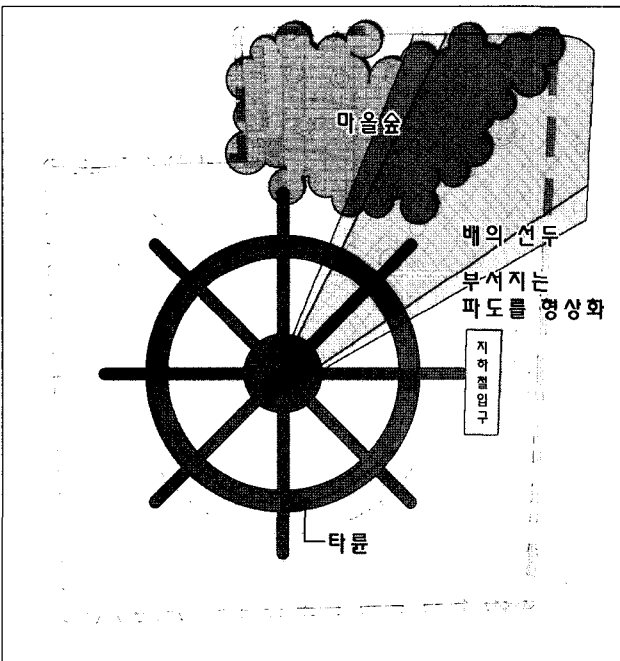 마을숲
배의 선두
부서지는
파도를 형상화
지하철입구
타륜